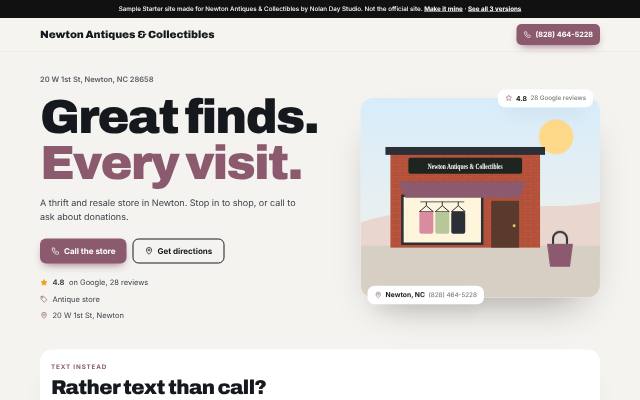 Sample Starter site made for Newton Antiques & Collectibles by Nolan Day Studio. Not the official site. Make it mine · See all 3 versions
Newton Antiques & Collectibles
(828) 464-5228
20 W 1st St, Newton, NC 28658
Great finds.
Every visit.
A thrift and resale store in Newton. Stop in to shop, or call to
ask about donations.
Call the store
Get directions
4.8 on Google, 28 reviews
Antique store
20 W 1st St, Newton
4.8 28 Google reviews
Newton Antiques & Collectibles
Newton, NC (828) 464-5228
TEXT INSTEAD
Rather text than call?